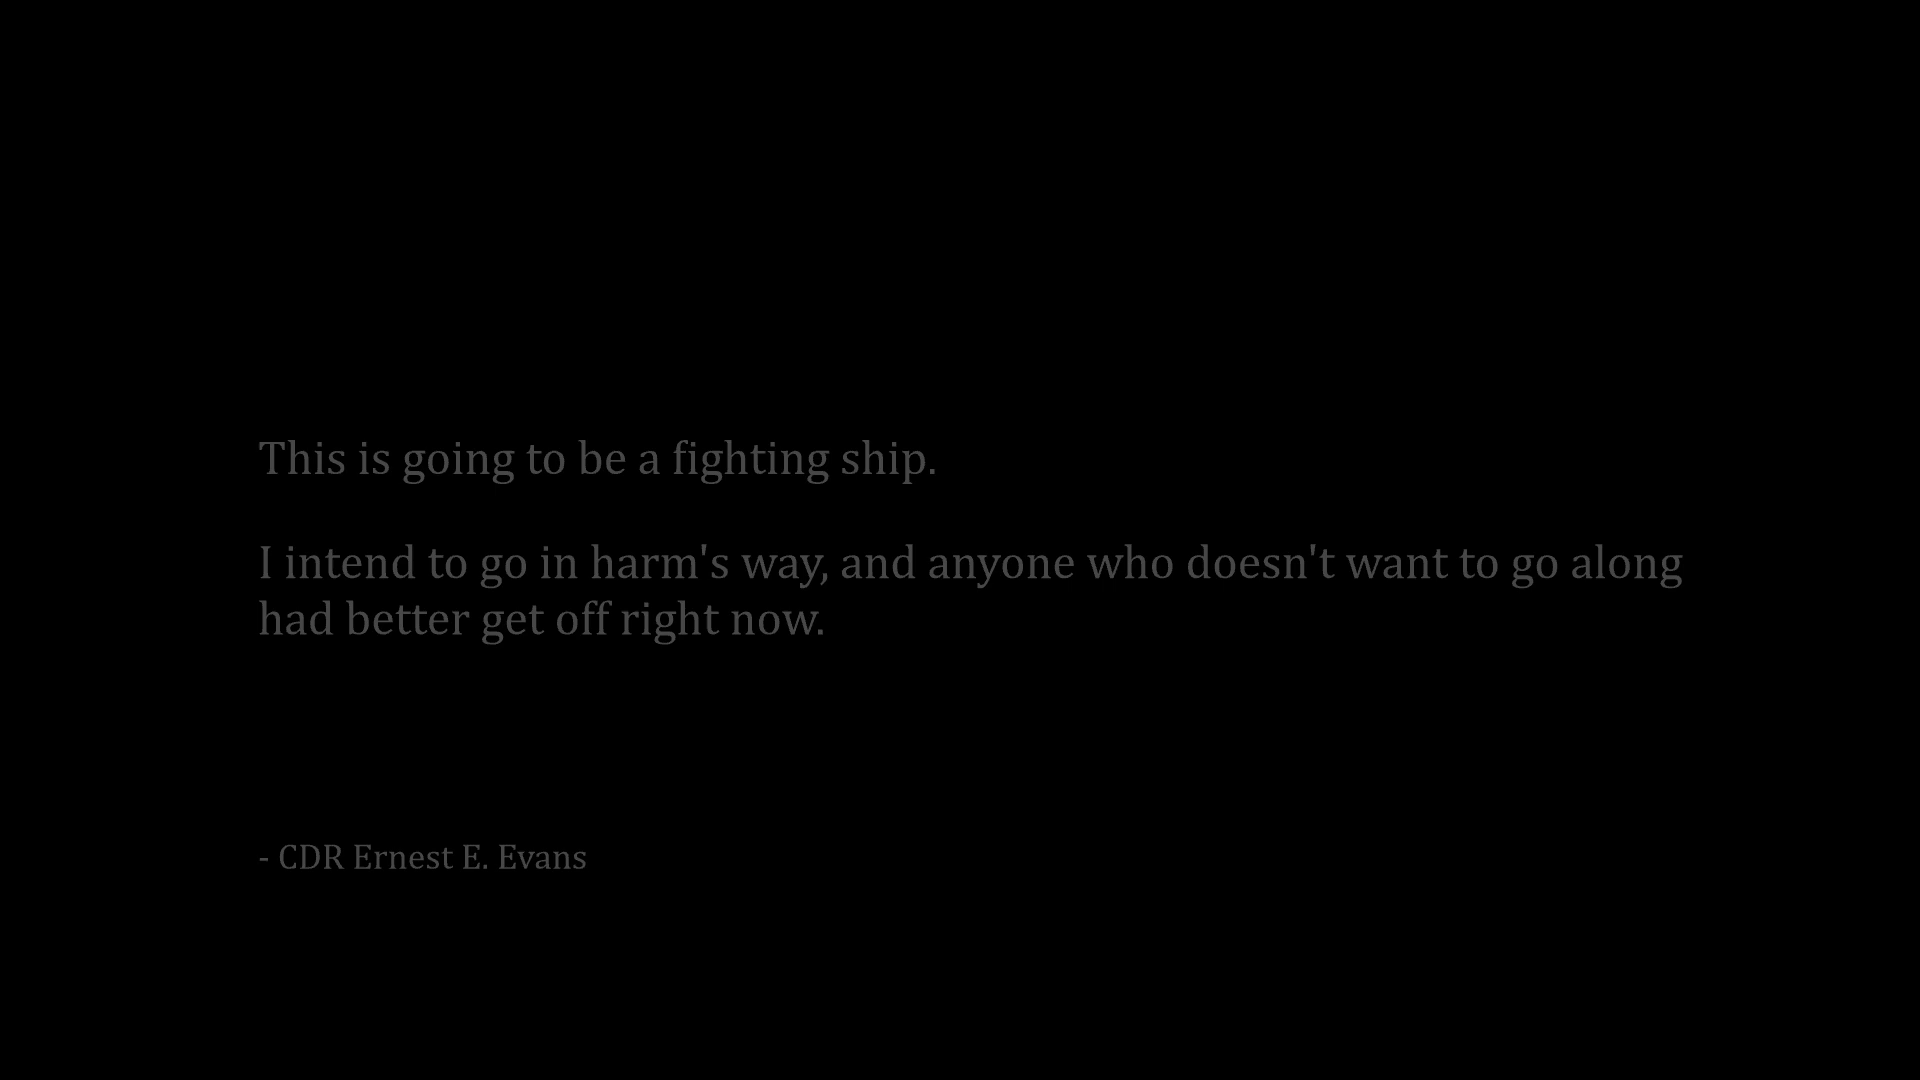 This is going to be a fighting ship.
I intend to go in harm's way, and anyone who doesn't want to go along
had better get off right now.
- CDR Ernest E. Evans